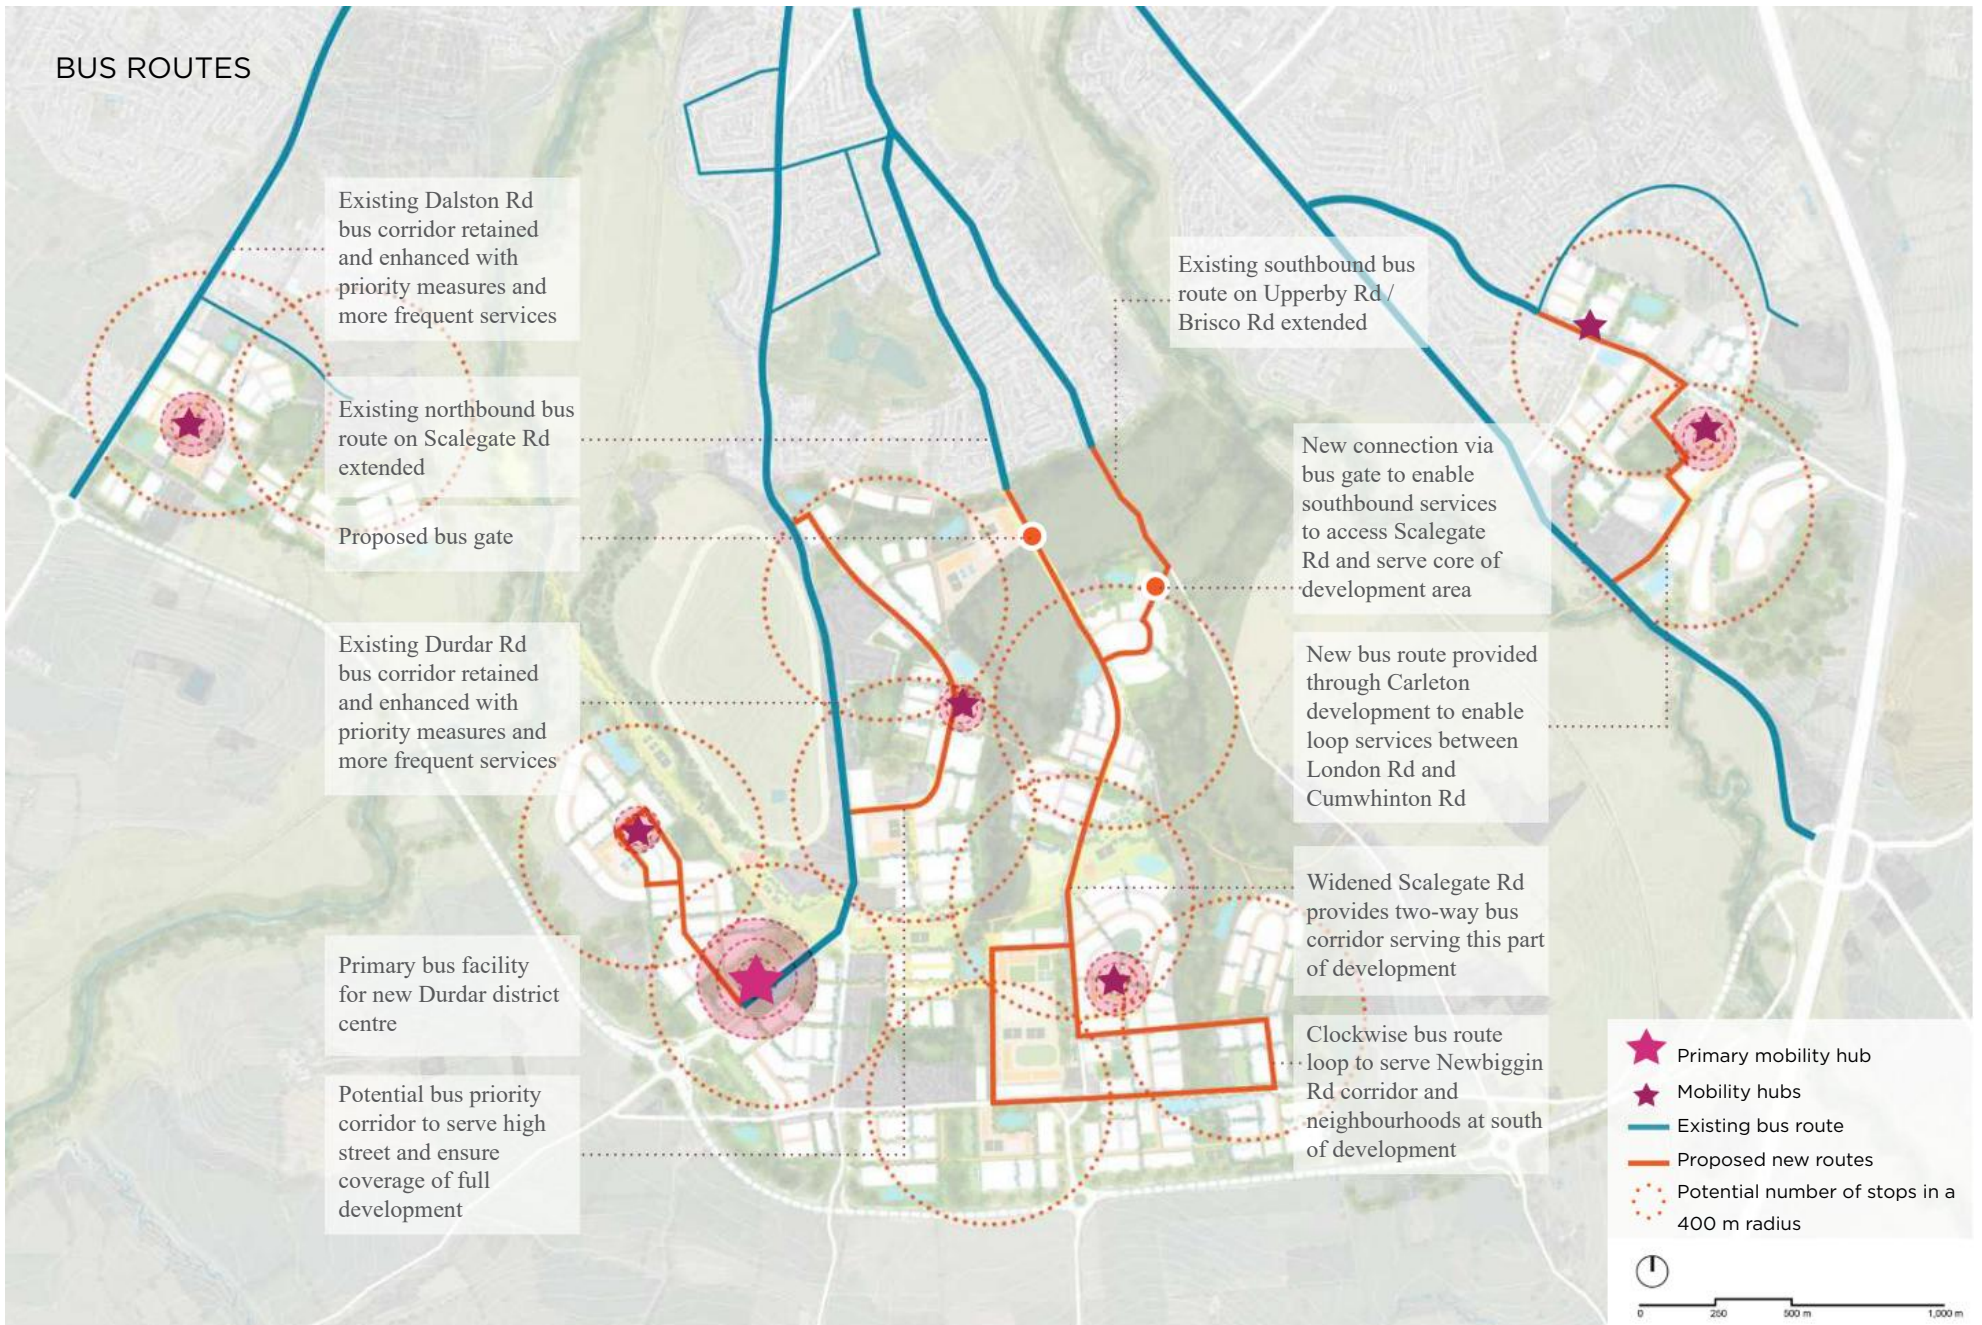 BUS ROUTES
Existing Dalston Rd
bus corridor retained
and enhanced with
priority measures and
more frequent services
Existing northbound bus
route on Scalegate Rd
extended
Proposed bus gate
Existing Durdar Rd
bus corridor retained
and enhanced with
priority measures and
more frequent services
Primary bus facility
for new Durdar district
centre
Potential bus priority
corridor to serve high
street and ensure
coverage of full
development
Existing southbound bus
route on Upperby Rd /
Brisco Rd extended
New connection via
bus gate to enable
southbound services
to access Scalegate
Rd and serve core of
development area
New bus route provided
through Carleton
development to enable
loop services between
London Rd and
Cumwhinton Rd
Widened Scalegate Rd
provides two-way bus
corridor serving this part
of development
Clockwise bus route
loop to serve Newbiggin
Rd corridor and
neighbourhoods at south
of development
Primary mobility hub
Mobility hubs
Existing bus route
Proposed new routes
Potential number of stops in a
400 m radius
0 250 500 m 1,000 m